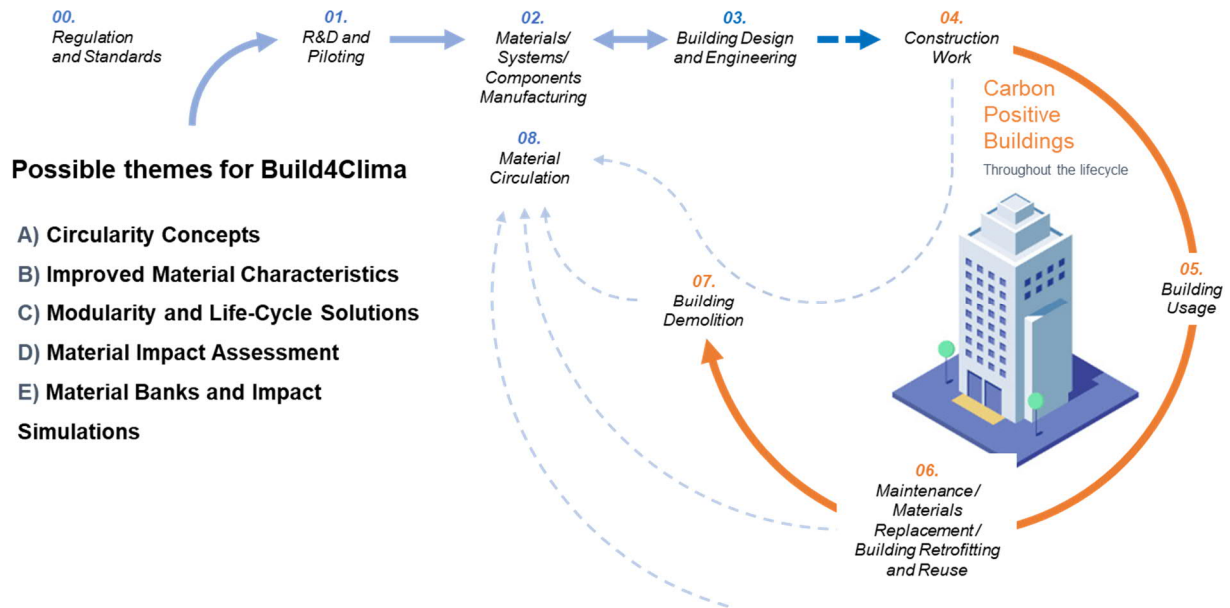 00.
Regulation
and Standards
01.
R&D and
Piloting
02.
Materials/
Systems/
Components
Manufacturing
03.
Building Design
and Engineering
04.
Construction
Work
Carbon
Positive
Buildings
Throughout the lifecycle
08.
Material
Circulation
Possible themes for Build4Clima
A) Circularity Concepts
B) Improved Material Characteristics
C) Modularity and Life-Cycle Solutions
D) Material Impact Assessment
E) Material Banks and Impact
Simulations
07.
Building
Demolition
05.
Building
Usage
06.
Maintenance/
Materials
Replacement/
Building Retrofitting
and Reuse